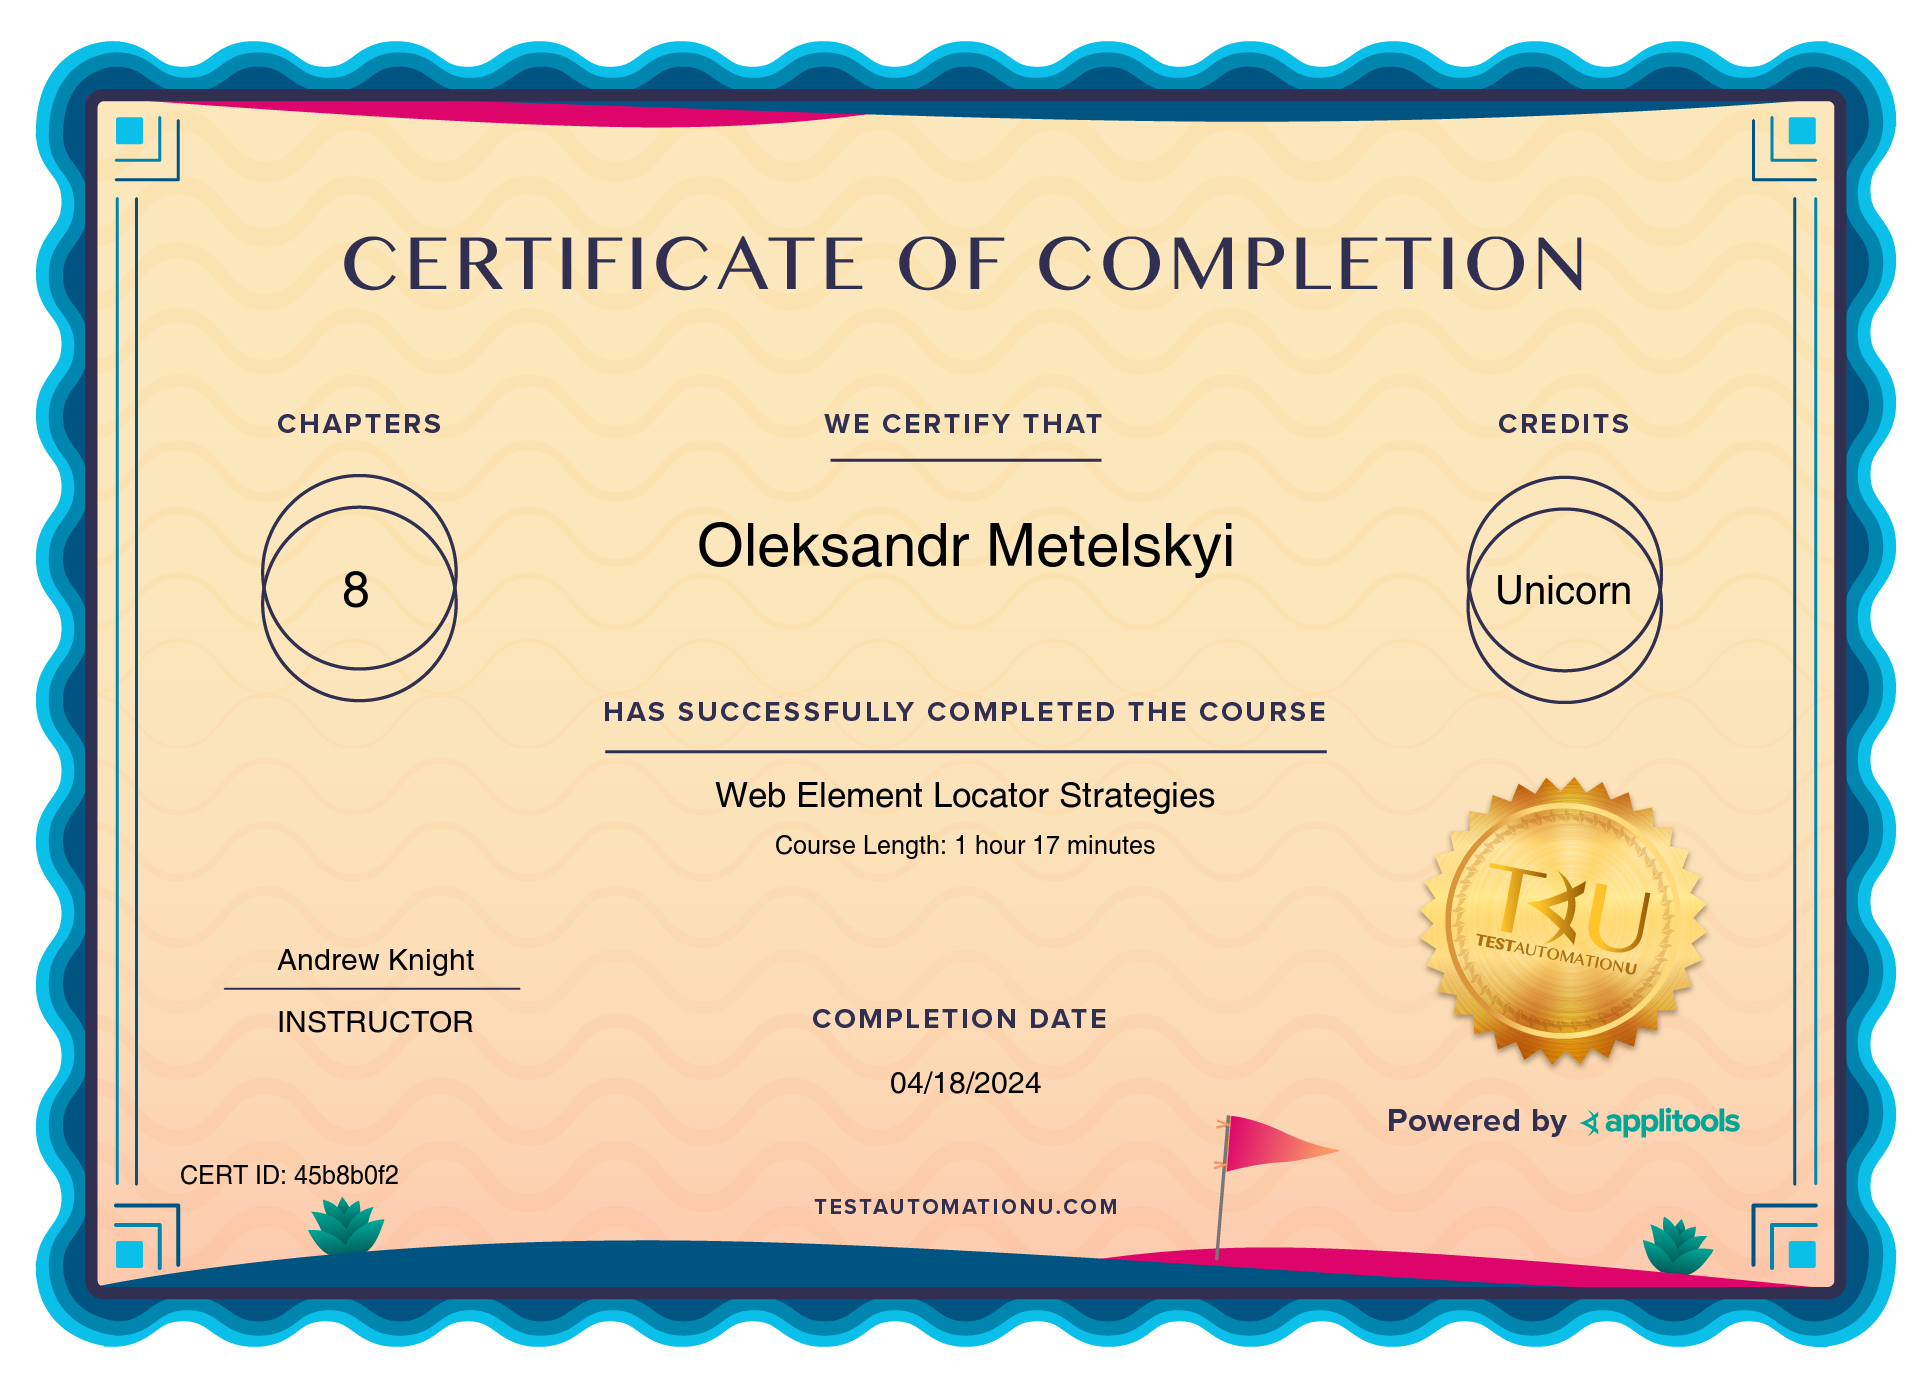 CERTIFICATE OF COMPLETION
CHAPTERS
8
WE CERTIFY THAT
Oleksandr Metelskyi
CREDITS
Unicorn
HAS SUCCESSFULLY COMPLETED THE COURSE
Web Element Locator Strategies
Course Length: 1 hour 17 minutes
TAU
TESTAUTOMATIONU
Andrew Knight
INSTRUCTOR
COMPLETION DATE
04/18/2024
Powered by applitools
CERT ID: 45b8b0f2
TESTAUTOMATIONU.COM